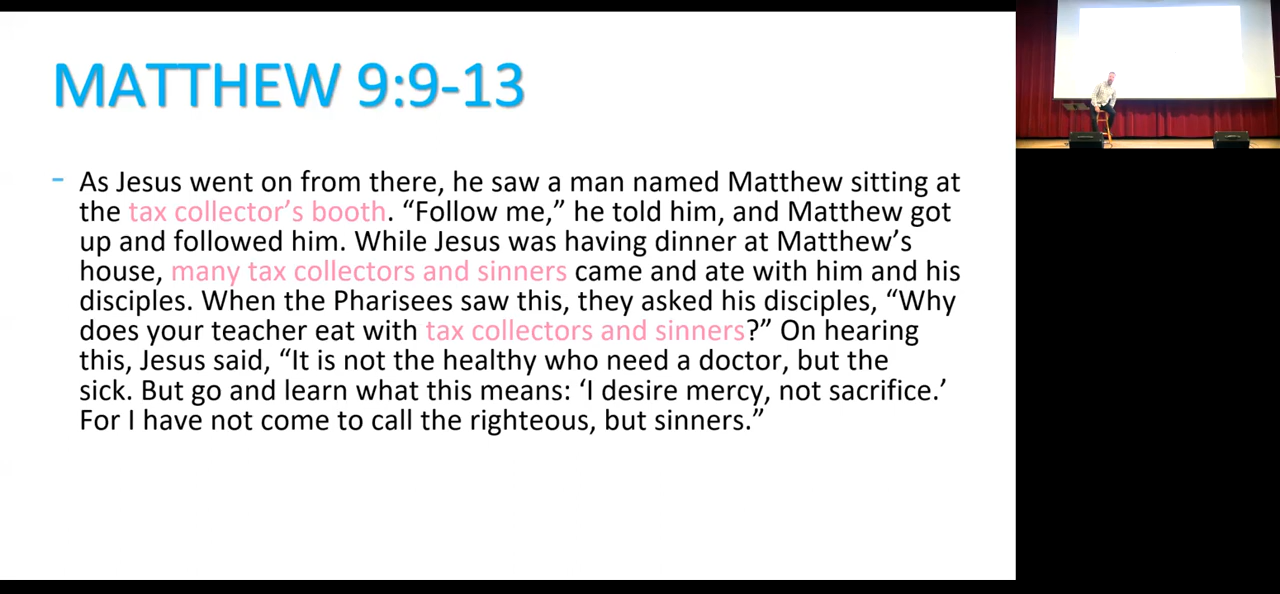 MATTHEW 9:9-13
- As Jesus went on from there, he saw a man named Matthew sitting at
the tax collector’s booth. “Follow me,” he told him, and Matthew got
up and followed him. While Jesus was having dinner at Matthew’s
house, many tax collectors and sinners came and ate with him and his
disciples. When the Pharisees saw this, they asked his disciples, “Why
does your teacher eat with tax collectors and sinners?” On hearing
this, Jesus said, “It is not the healthy who need a doctor, but the
sick. But go and learn what this means: ‘I desire mercy, not sacrifice.’
For I have not come to call the righteous, but sinners.”